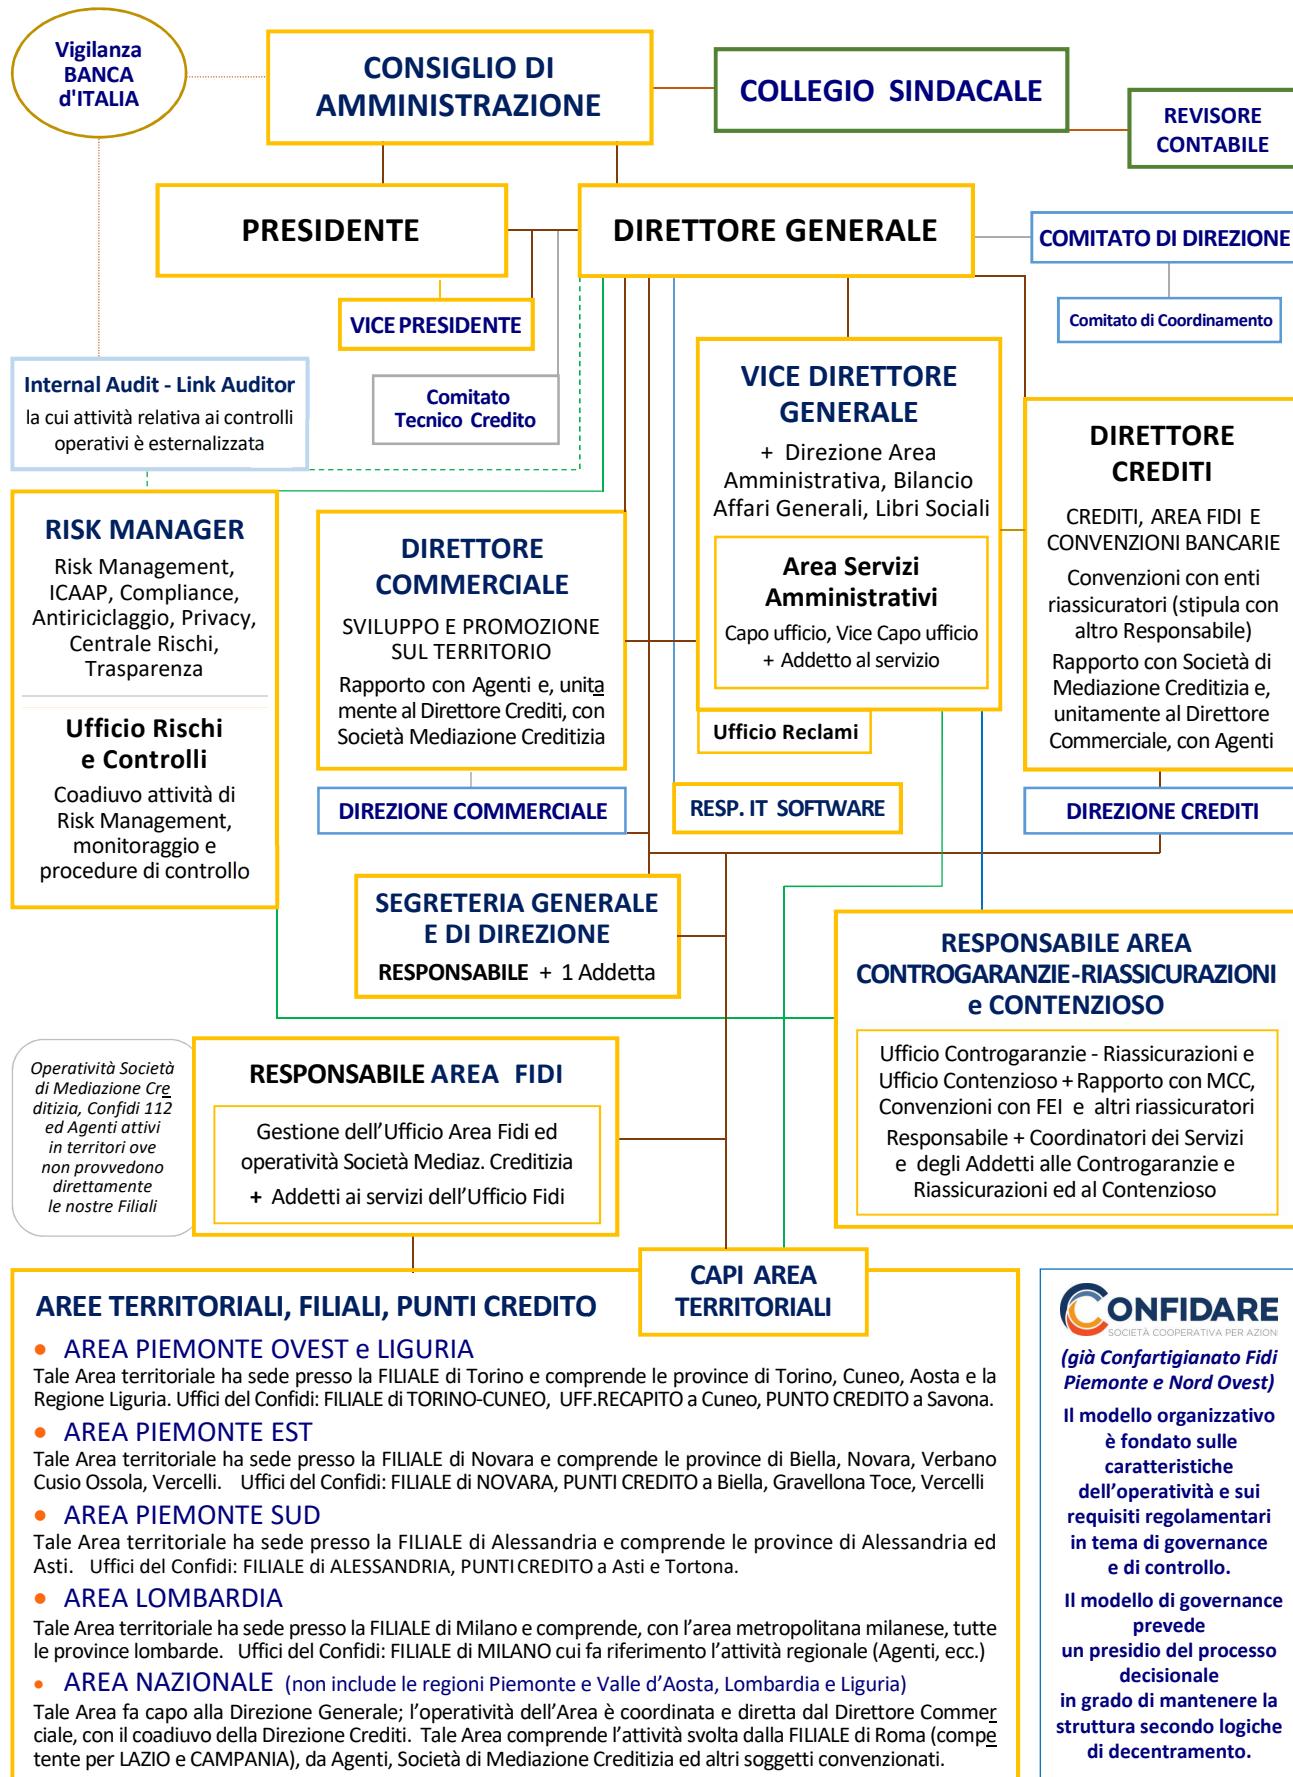 Vigilanza
BANCA
d'ITALIA
CONSIGLIO DI
AMMINISTRAZIONE
COLLEGIO SINDACALE
REVISORE
CONTABILE
PRESIDENTE
DIRETTORE GENERALE
COMITATO DI DIREZIONE
VICE PRESIDENTE
Comitato di Coordinamento
Internal Audit - Link Auditor
la cui attività relativa ai controlli
operativi è esternalizzata
Comitato
Tecnico Credito
VICE DIRETTORE
GENERALE
+ Direzione Area
Amministrativa, Bilancio
Affari Generali, Libri Sociali
Area Servizi
Amministrativi
Capo ufficio, Vice Capo ufficio
+ Addetto al servizio
Ufficio Reclami
DIRETTORE
CREDITI
CREDITI, AREA FIDI E
CONVENZIONI BANCARIE
Convenzioni con enti
riassicuratori (stipula con
altro Responsabile)
Rapporto con Società di
Mediazione Creditizia e,
unitamente al Direttore
Commerciale, con Agenti
DIREZIONE CREDITI
RISK MANAGER
Risk Management,
ICAAP, Compliance,
Antiriciclaggio, Privacy,
Centrale Rischi,
Trasparenza
Ufficio Rischi
e Controlli
Coadiuvo attività di
Risk Management,
monitoraggio e
procedure di controllo
DIRETTORE
COMMERCIALE
SVILUPPO E PROMOZIONE
SUL TERRITORIO
Rapporto con Agenti e, unita
mente al Direttore Crediti, con
Società Mediazione Creditizia
DIREZIONE COMMERCIALE
RESP. IT SOFTWARE
SEGRETERIA GENERALE
E DI DIREZIONE
RESPONSABILE + 1 Addetta
RESPONSABILE AREA
CONTROGARANZIE-RIASSICURAZIONI
e CONTENZIOSO
Ufficio Controgaranzie - Riassicurazioni e
Ufficio Contenzioso + Rapporto con MCC,
Convenzioni con FEI e altri riassicuratori
Responsabile + Coordinatori dei Servizi
e degli Addetti alle Controgaranzie e
Riassicurazioni ed al Contenzioso
Operatività Società
di Mediazione Cre
ditizia, Confidi 112
ed Agenti attivi
in territori ove
non provvedono
direttamente
le nostre Filiali
RESPONSABILE AREA FIDI
Gestione dell’Ufficio Area Fidi ed
operatività Società Mediaz. Creditizia
+ Addetti ai servizi dell’Ufficio Fidi
CAPI AREA
TERRITORIALI
AREE TERRITORIALI, FILIALI, PUNTI CREDITO
• AREA PIEMONTE OVEST e LIGURIA
Tale Area territoriale ha sede presso la FILIALE di Torino e comprende le province di Torino, Cuneo, Aosta e la
Regione Liguria. Uffici del Confidi: FILIALE di TORINO-CUNEO, UFF.RECAPITO a Cuneo, PUNTO CREDITO a Savona.
• AREA PIEMONTE EST
Tale Area territoriale ha sede presso la FILIALE di Novara e comprende le province di Biella, Novara, Verbano
Cusio Ossola, Vercelli. Uffici del Confidi: FILIALE di NOVARA, PUNTI CREDITO a Biella, Gravellona Toce, Vercelli
• AREA PIEMONTE SUD
Tale Area territoriale ha sede presso la FILIALE di Alessandria e comprende le province di Alessandria ed
Asti. Uffici del Confidi: FILIALE di ALESSANDRIA, PUNTI CREDITO a Asti e Tortona.
• AREA LOMBARDIA
Tale Area territoriale ha sede presso la FILIALE di Milano e comprende, con l’area metropolitana milanese, tutte
le province lombarde. Uffici del Confidi: FILIALE di MILANO cui fa riferimento l’attività regionale (Agenti, ecc.)
• AREA NAZIONALE (non include le regioni Piemonte e Valle d’Aosta, Lombardia e Liguria)
Tale Area fa capo alla Direzione Generale; l’operatività dell’Area è coordinata e diretta dal Direttore Commer
ciale, con il coadiuvo della Direzione Crediti. Tale Area comprende l’attività svolta dalla FILIALE di Roma (compe
tente per LAZIO e CAMPANIA), da Agenti, Società di Mediazione Creditizia ed altri soggetti convenzionati.
CONFIDARE
SOCIETÀ COOPERATIVA PER AZIONI
(già Confartigianato Fidi
Piemonte e Nord Ovest)
Il modello organizzativo
è fondato sulle
caratteristiche
dell’operatività e sui
requisiti regolamentari
in tema di governance
e di controllo.
Il modello di governance
prevede
un presidio del processo
decisionale
in grado di mantenere la
struttura secondo logiche
di decentramento.